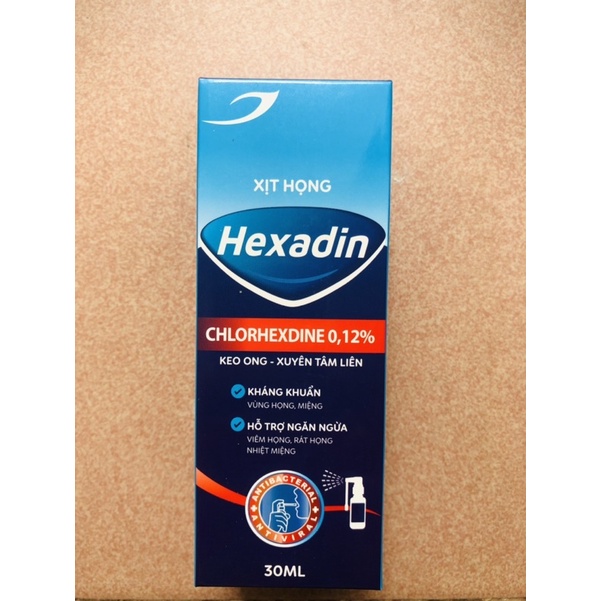 XỊT HỌNG
Hexadin
CHLORHEXDINE 0,12%
KEO ONG - XUYÊN TÂM LIÊN
KHÁNG KHUẨN
VÙNG HỌNG, MIỆNG
HỖ TRỢ NGĂN NGỪA
VIÊM HỌNG, RÁT HỌNG
NHIỆT MIỆNG
ANTIBACTERIAL
ANTIVIRAL
30ML